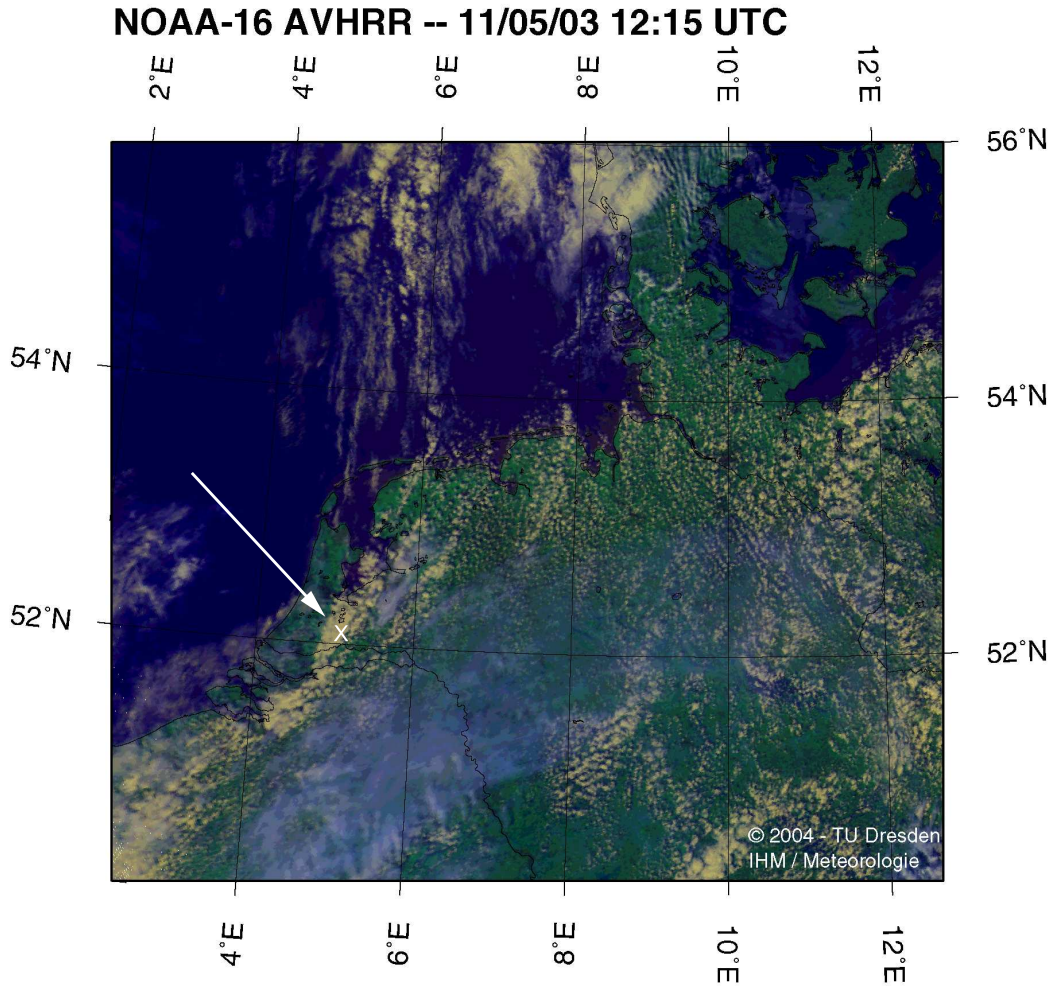 NOAA-16 AVHRR -- 11/05/03 12:15 UTC
2°E 4°E 6°E 8°E 10°E 12°E
56°N
54°N
54°N
52°N
52°N
X
© 2004 - TU Dresden
IHM / Meteorologie
4°E 6°E 8°E 10°E 12°E